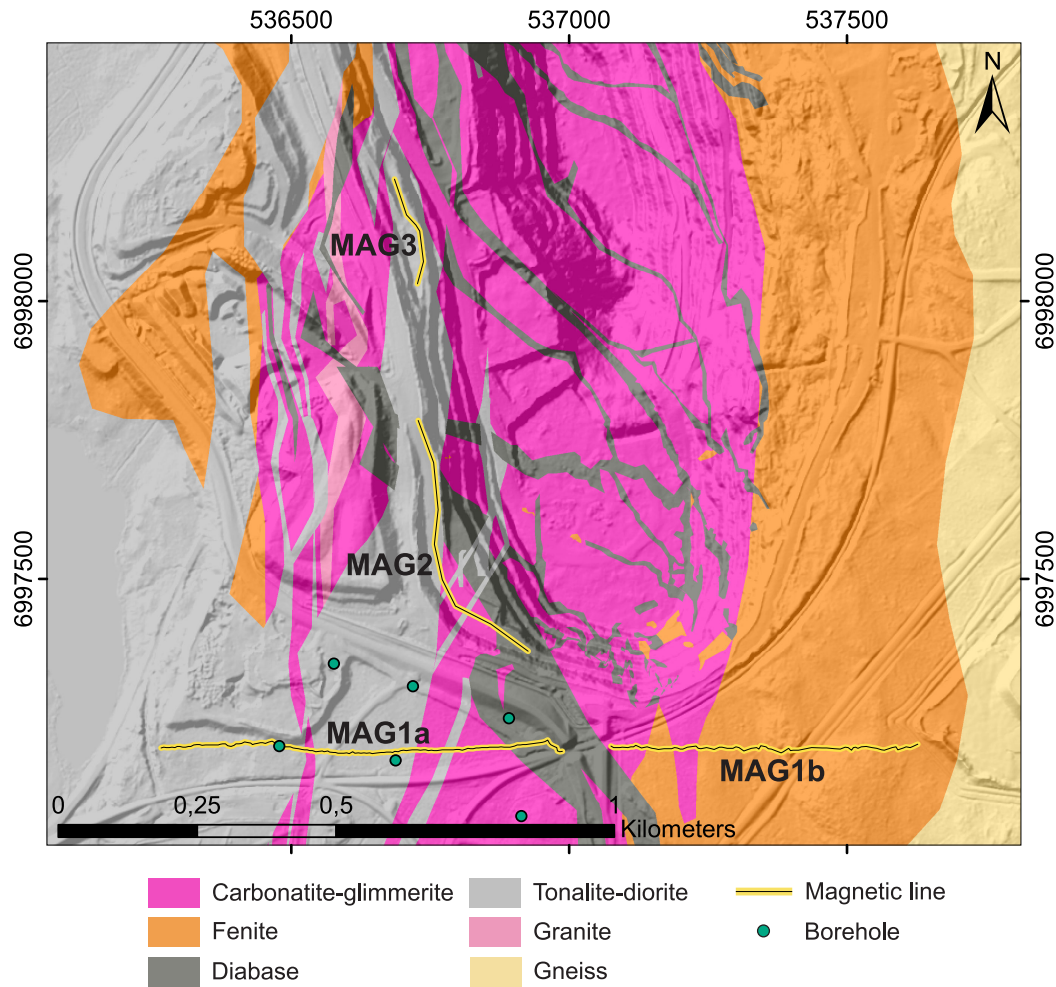 536500 537000 537500
N
MAG3
6998000 6998000
MAG2
6997500 6997500
MAG1a
MAG1b
0 0,25 0,5 1
Kilometers
Carbonatite-glimmerite Tonalite-diorite Magnetic line
Fenite Granite Borehole
Diabase Gneiss